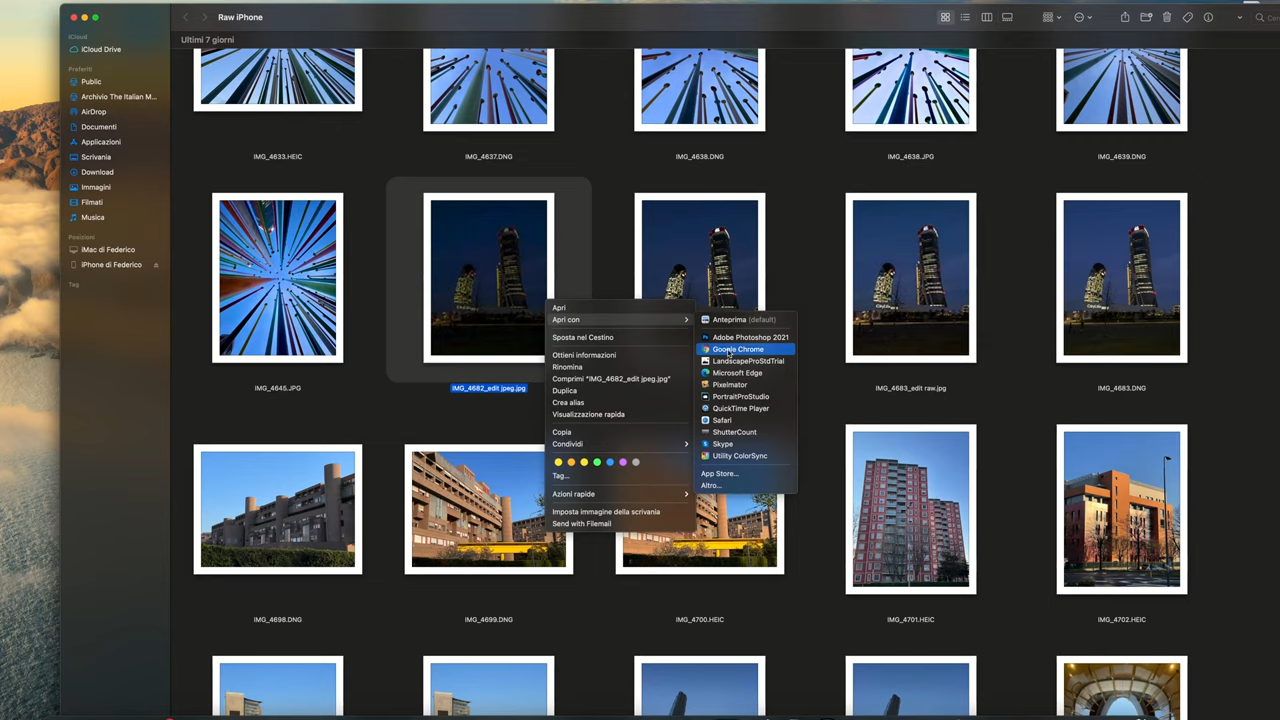 Raw iPhone
Ultimi 7 giorni
iCloud
iCloud Drive
Preferiti
Public
Archivio The Italian M...
AirDrop
Documenti
Applicazioni
Scrivania
Download
Immagini
Filmati
Musica
Posizioni
iMac di Federico
iPhone di Federico
Tag
IMG_4633.HEIC
IMG_4637.DNG
IMG_4638.DNG
IMG_4638.JPG
IMG_4639.DNG
IMG_4645.JPG
IMG_4682_edit jpeg.jpg
IMG_4683_edit raw.jpg
IMG_4683.DNG
Apri
Apri con
Sposta nel Cestino
Ottieni informazioni
Rinomina
Comprimi "IMG_4682_edit jpeg.jpg"
Duplica
Crea alias
Visualizzazione rapida
Copia
Condividi
Tag...
Azioni rapide
Imposta immagine della scrivania
Send with Filemail
Anteprima (default)
Adobe Photoshop 2021
Google Chrome
LandscapeProStdTrial
Microsoft Edge
Pixelmator
PortraitProStudio
QuickTime Player
Safari
ShutterCount
Skype
Utility ColorSync
App Store...
Altro...
IMG_4698.DNG
IMG_4699.DNG
IMG_4700.HEIC
IMG_4701.HEIC
IMG_4702.HEIC